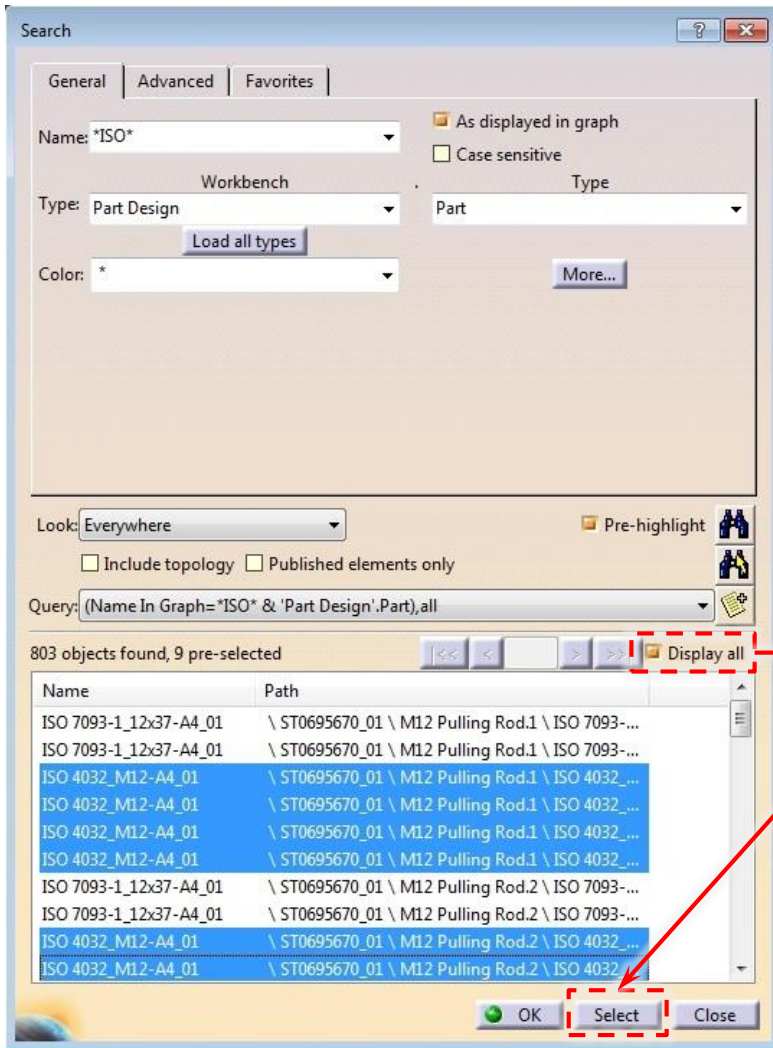 Search
General Advanced Favorites
Name: *ISO* As displayed in graph
Case sensitive
Workbench . Type
Type: Part Design Part
Load all types
Color: * More...
Look: Everywhere Pre-highlight
Include topology Published elements only
Query: (Name In Graph=*ISO* & 'Part Design'.Part),all
803 objects found, 9 pre-selected |<< < > >>| Display all
Name Path
ISO 7093-1_12x37-A4_01 \ ST0695670_01 \ M12 Pulling Rod.1 \ ISO 7093-...
ISO 7093-1_12x37-A4_01 \ ST0695670_01 \ M12 Pulling Rod.1 \ ISO 7093-...
ISO 4032_M12-A4_01 \ ST0695670_01 \ M12 Pulling Rod.1 \ ISO 4032_...
ISO 4032_M12-A4_01 \ ST0695670_01 \ M12 Pulling Rod.1 \ ISO 4032_...
ISO 4032_M12-A4_01 \ ST0695670_01 \ M12 Pulling Rod.1 \ ISO 4032_...
ISO 4032_M12-A4_01 \ ST0695670_01 \ M12 Pulling Rod.1 \ ISO 4032_...
ISO 7093-1_12x37-A4_01 \ ST0695670_01 \ M12 Pulling Rod.2 \ ISO 7093-...
ISO 7093-1_12x37-A4_01 \ ST0695670_01 \ M12 Pulling Rod.2 \ ISO 7093-...
ISO 4032_M12-A4_01 \ ST0695670_01 \ M12 Pulling Rod.2 \ ISO 4032_...
ISO 4032_M12-A4_01 \ ST0695670_01 \ M12 Pulling Rod.2 \ ISO 4032_...
OK Select Close